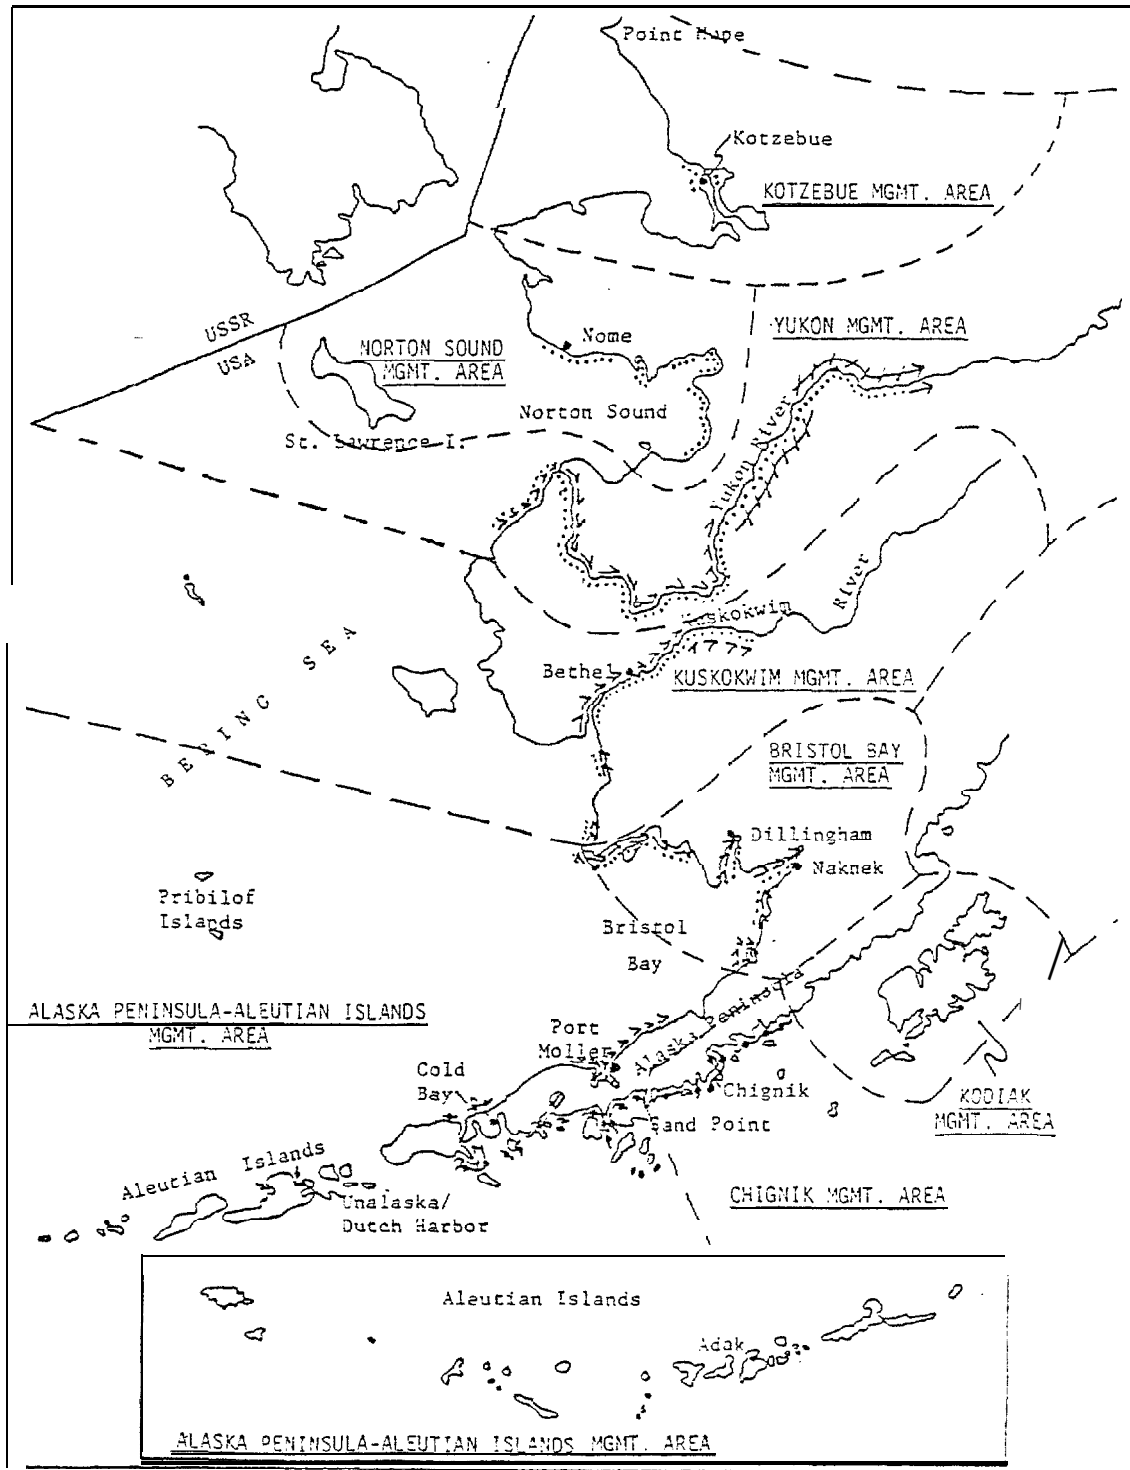 Point Hope
Kotzebue
KOTZEBUE MGMT. AREA
USSR
USA
NORTON SOUND
MGMT. AREA
Nome
YUKON MGMT. AREA
Norton Sound
St. Lawrence I.
Yukon River
Kuskokwim
River
BERING SEA
Bethel
KUSKOKWIM MGMT. AREA
BRISTOL BAY
MGMT. AREA
Dillingham
Naknek
Pribilof
Islands
Bristol
Bay
ALASKA PENINSULA-ALEUTIAN ISLANDS
MGMT. AREA
Port
Moller
Alaska Peninsula
Cold
Bay
Chignik
Sand Point
KODIAK
MGMT. AREA
Aleutian Islands
Unalaska/
Dutch Harbor
CHIGNIK MGMT. AREA
Aleutian Islands
Adak
ALASKA PENINSULA-ALEUTIAN ISLANDS MGMT. AREA